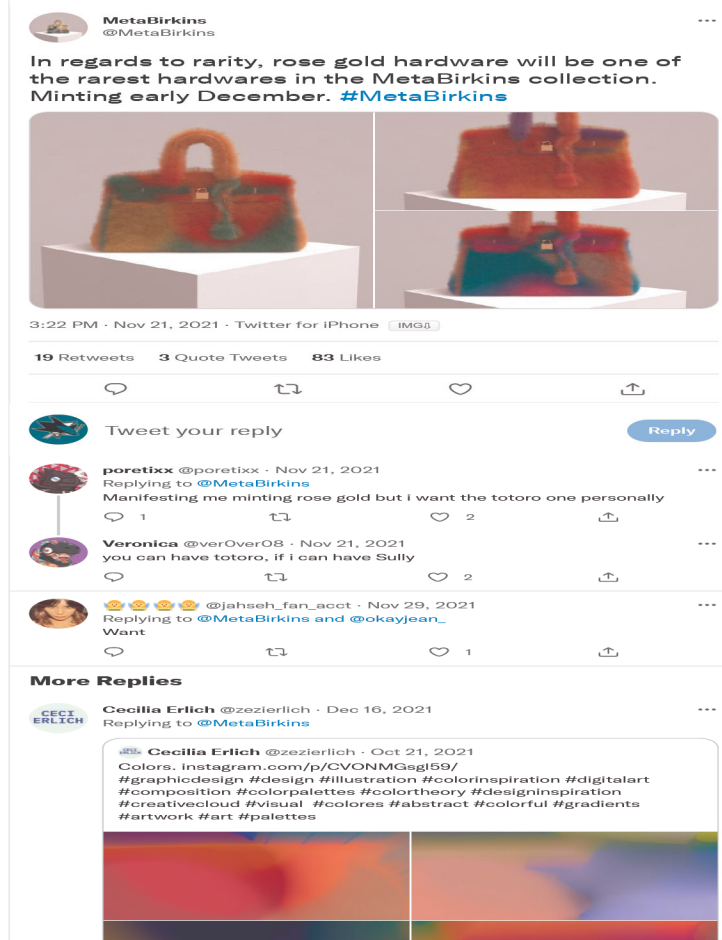 MetaBirkins
@MetaBirkins
In regards to rarity, rose gold hardware will be one of
the rarest hardwares in the MetaBirkins collection.
Minting early December. #MetaBirkins
3:22 PM · Nov 21, 2021 · Twitter for iPhone IMG⇩
19 Retweets 3 Quote Tweets 83 Likes
Tweet your reply
Reply
poretixx @poretixx · Nov 21, 2021
Replying to @MetaBirkins
Manifesting me minting rose gold but i want the totoro one personally
1 2
Veronica @ver0ver08 · Nov 21, 2021
you can have totoro, if i can have Sully
2
@jahseh_fan_acct · Nov 29, 2021
Replying to @MetaBirkins and @okayjean_
Want
1
More Replies
CECI
ERLICH
Cecilia Erlich @zezierlich · Dec 16, 2021
Replying to @MetaBirkins
Cecilia Erlich @zezierlich · Oct 21, 2021
Colors. instagram.com/p/CVONMGsgl59/
#graphicdesign #design #illustration #colorinspiration #digitalart
#composition #colorpalettes #colortheory #designinspiration
#creativecloud #visual #colores #abstract #colorful #gradients
#artwork #art #palettes